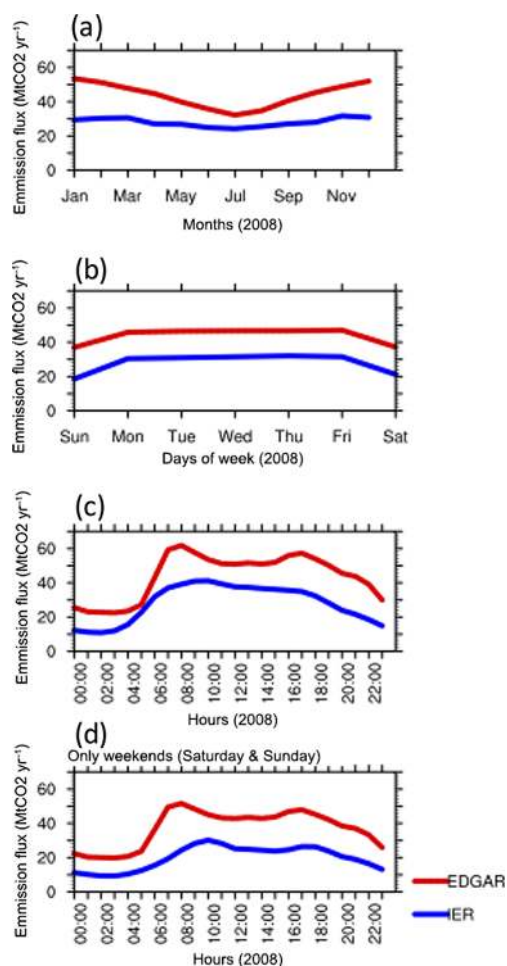 (a)
Emmission flux (MtCO2 yr⁻¹)
60
40
20
0
Jan Mar May Jul Sep Nov
Months (2008)
(b)
Emmission flux (MtCO2 yr⁻¹)
60
40
20
0
Sun Mon Tue Wed Thu Fri Sat
Days of week (2008)
(c)
Emmission flux (MtCO2 yr⁻¹)
60
40
20
0
00:00 02:00 04:00 06:00 08:00 10:00 12:00 14:00 16:00 18:00 20:00 22:00
Hours (2008)
(d)
Only weekends (Saturday & Sunday)
Emmission flux (MtCO2 yr⁻¹)
60
40
20
0
00:00 02:00 04:00 06:00 08:00 10:00 12:00 14:00 16:00 18:00 20:00 22:00
Hours (2008)
EDGAR
IER